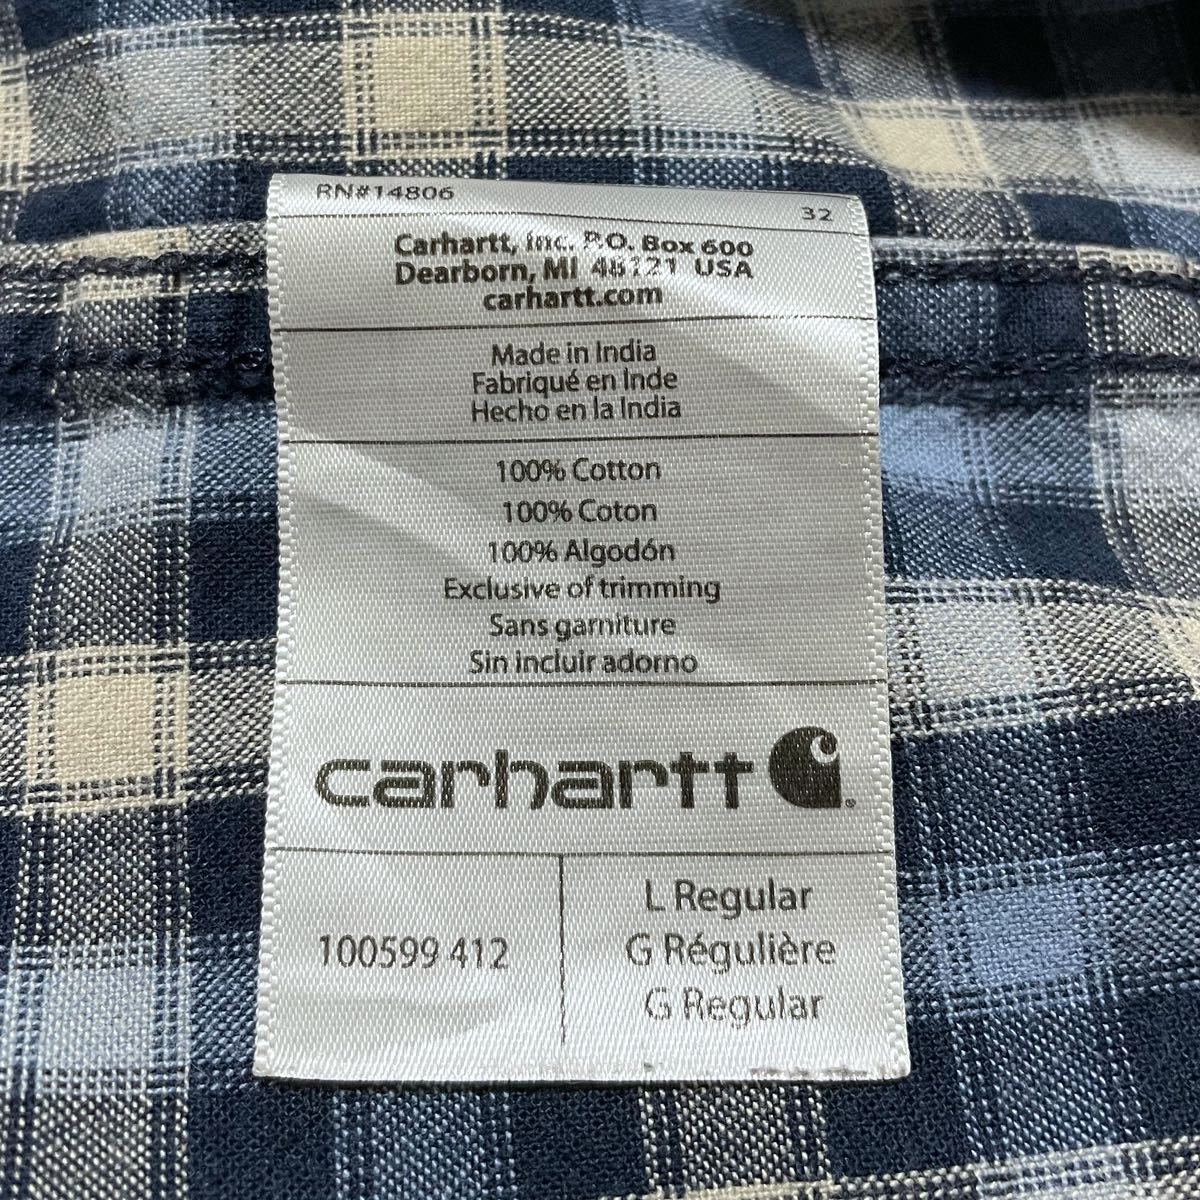 RN#14806
32
Carhartt, Inc. P.O. Box 600
Dearborn, MI 48121 USA
carhartt.com
Made in India
Fabriqué en Inde
Hecho en la India
100% Cotton
100% Coton
100% Algodón
Exclusive of trimming
Sans garniture
Sin incluir adorno
carhartt
100599 412
L Regular
G Régulière
G Regular